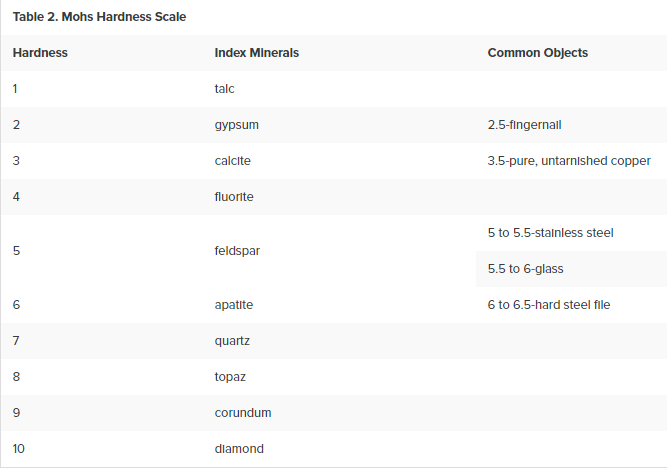 Table 2. Mohs Hardness Scale
Hardness Index Minerals Common Objects
1 talc
2 gypsum 2.5-fingernail
3 calcite 3.5-pure, untarnished copper
4 fluorite
5 feldspar 5 to 5.5-stainless steel
5.5 to 6-glass
6 apatite 6 to 6.5-hard steel file
7 quartz
8 topaz
9 corundum
10 diamond